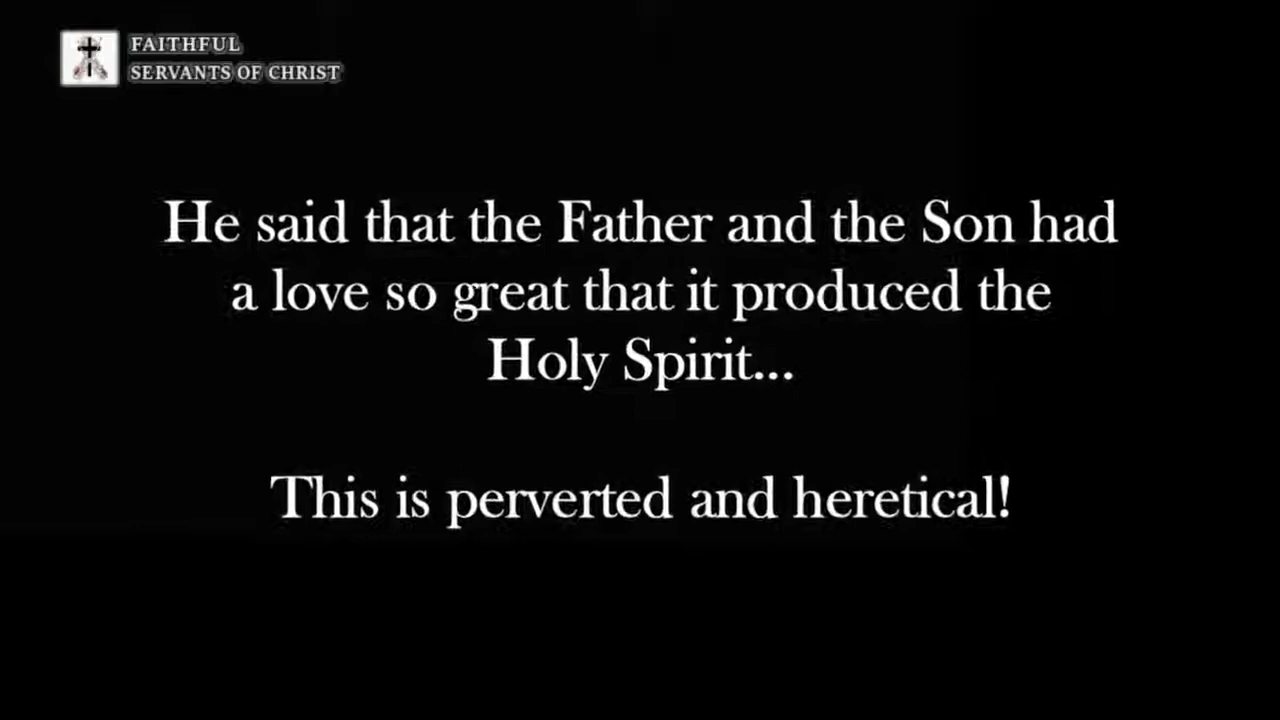 FAITHFUL
SERVANTS OF CHRIST
He said that the Father and the Son had
a love so great that it produced the
Holy Spirit...
This is perverted and heretical!